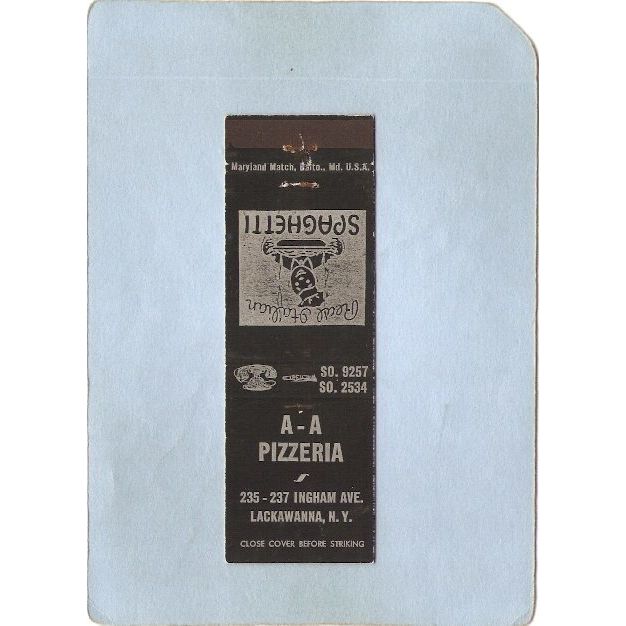 Maryland Match, Balto., Md. U.S.A.
Real Italian
SPAGHETTI
SO. 9257
SO. 2534
A-A
PIZZERIA
235-237 INGHAM AVE.
LACKAWANNA, N.Y.
CLOSE COVER BEFORE STRIKING